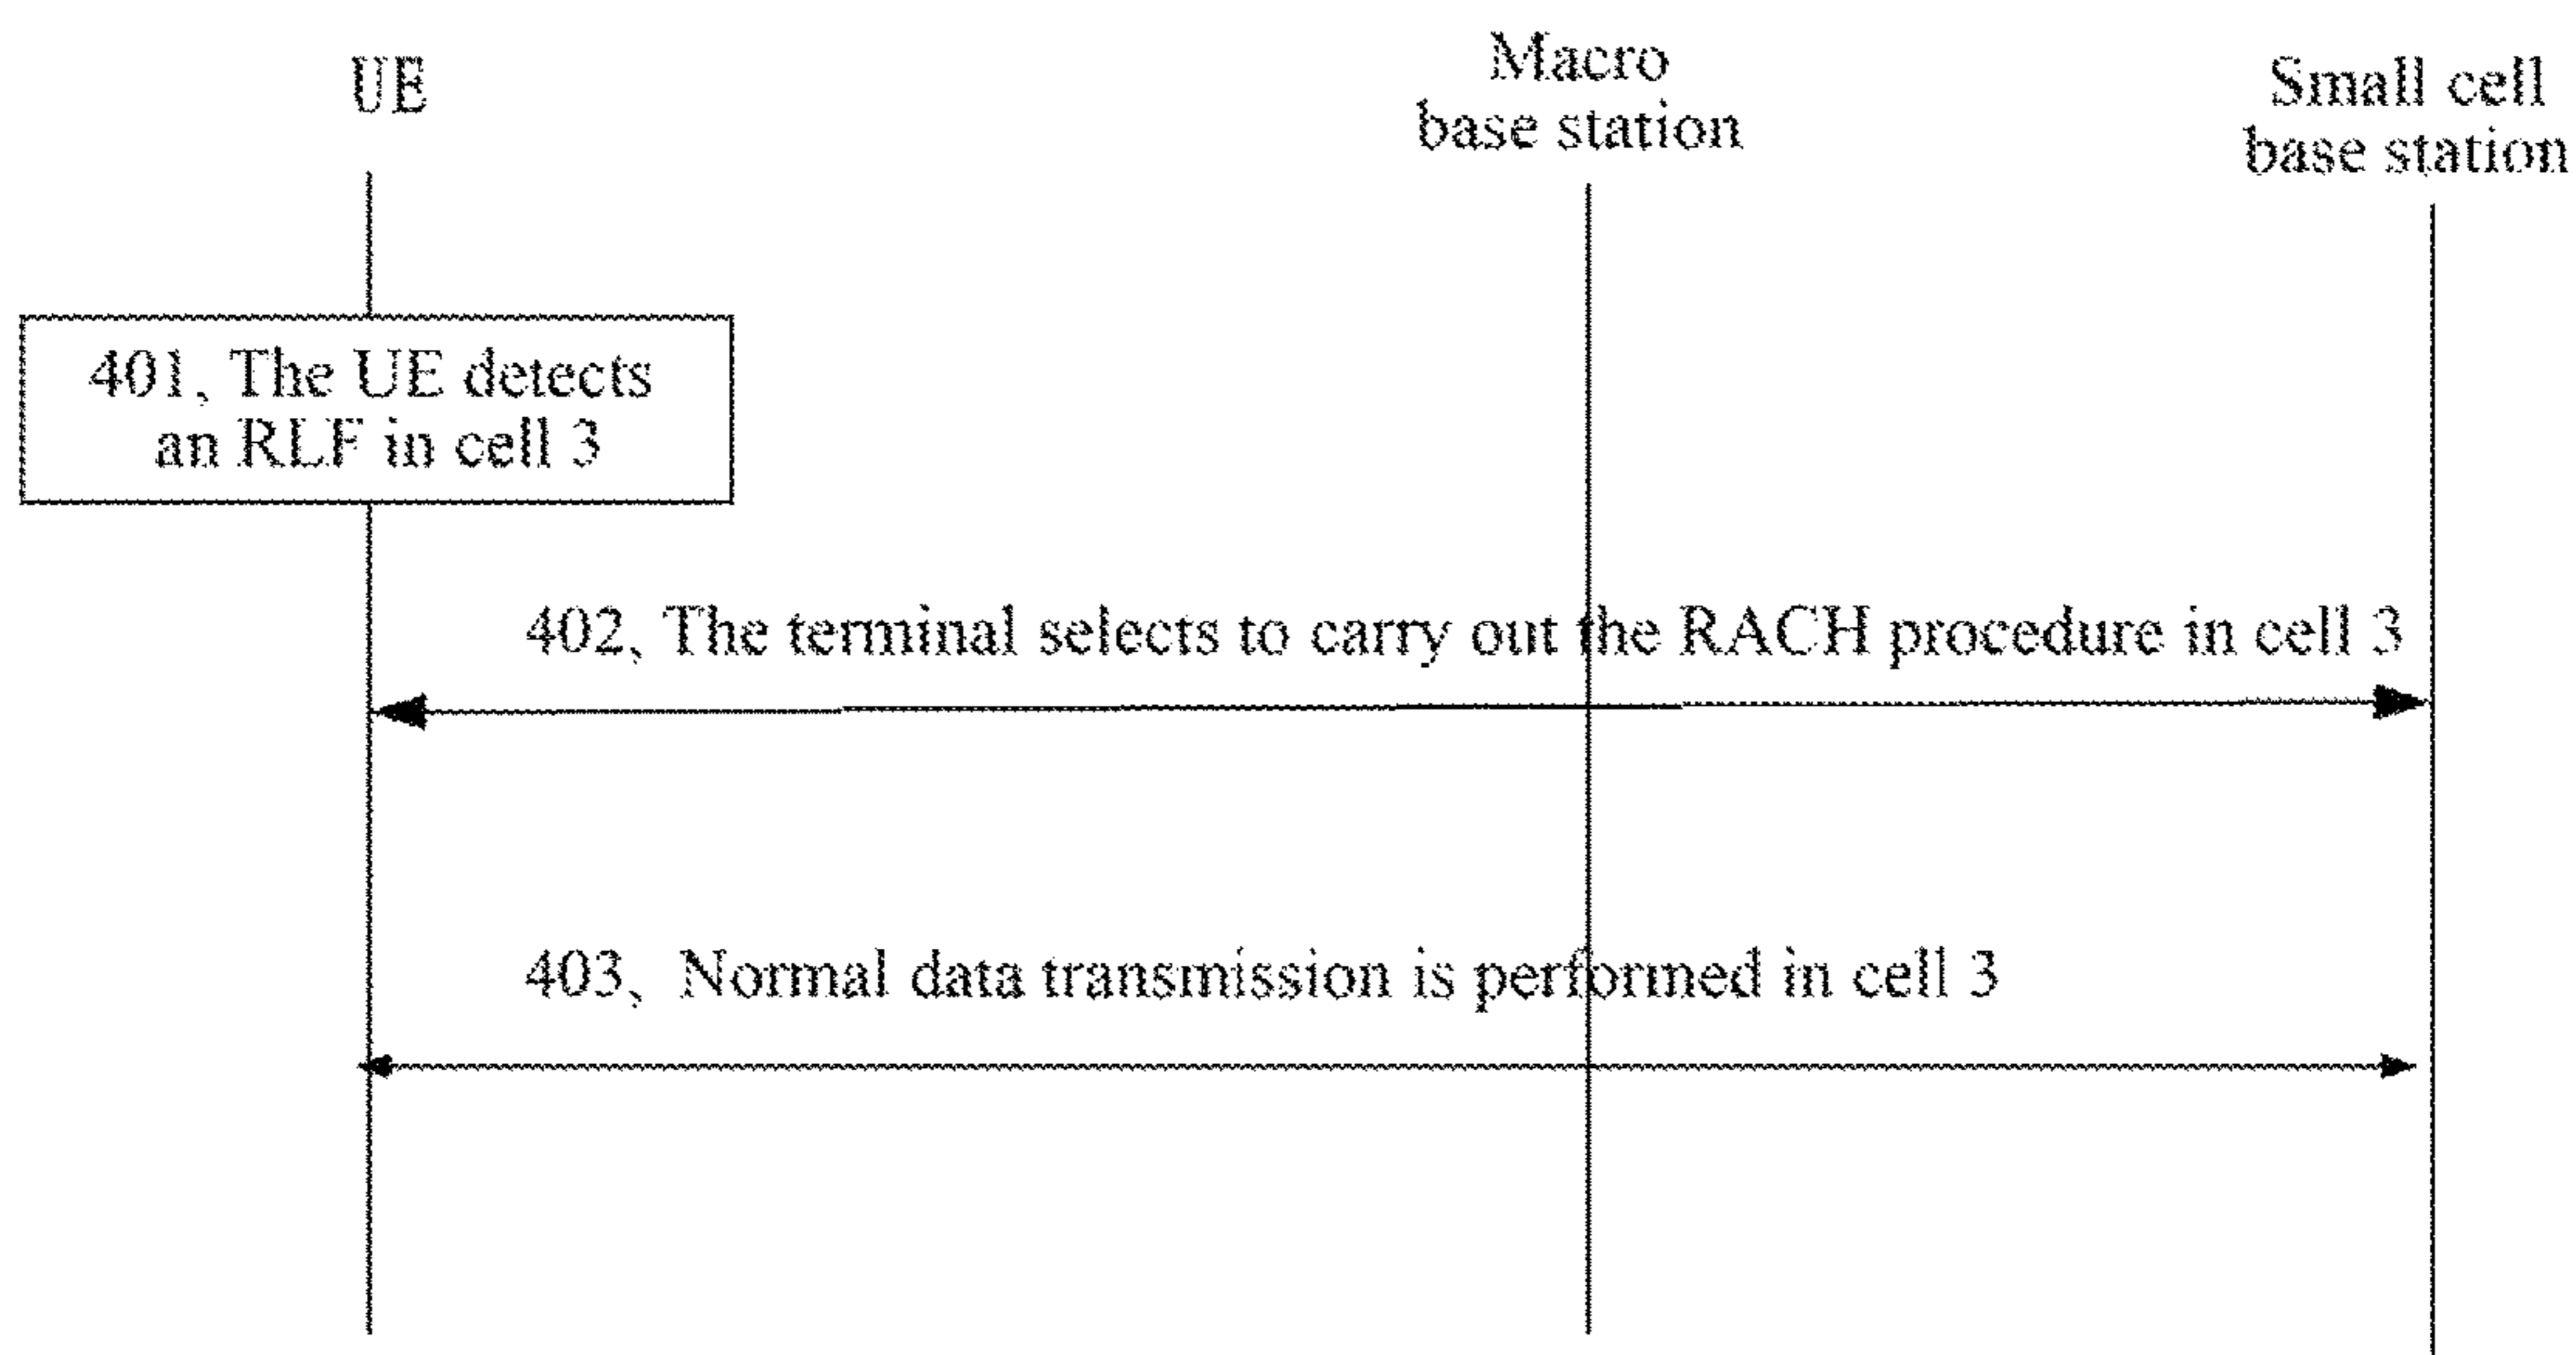 UE
Macro
base station
Small cell
base station
401, The UE detects
an RLF in cell 3
402, The terminal selects to carry out the RACH procedure in cell 3
403, Normal data transmission is performed in cell 3